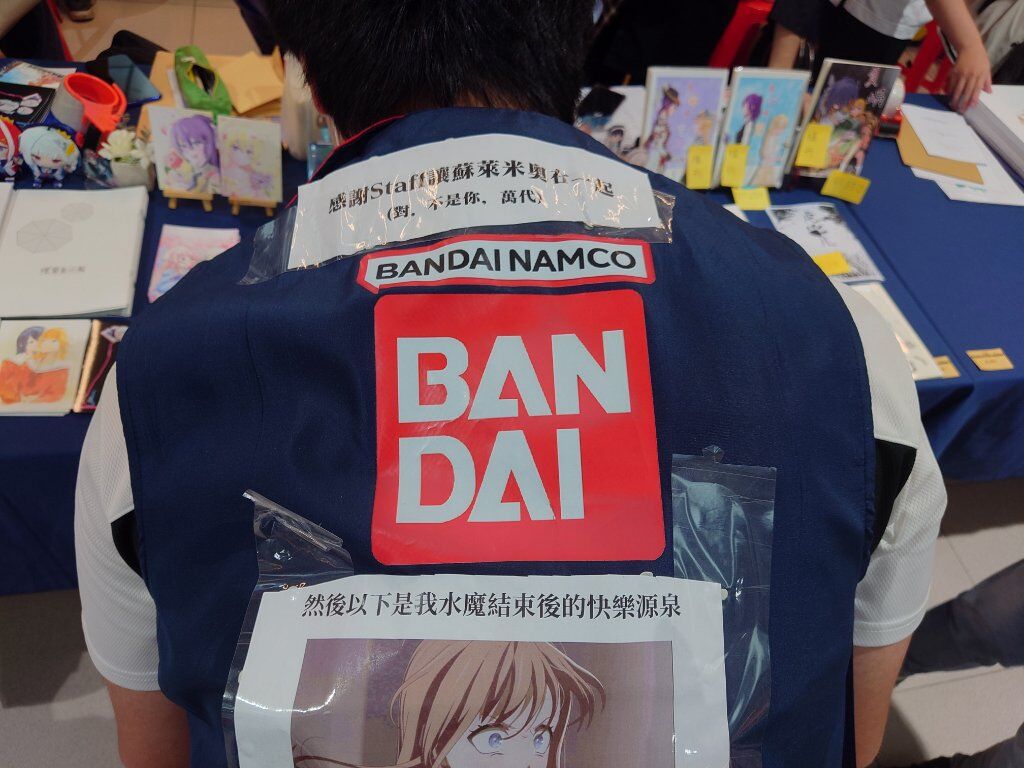 感謝Staff讓蘇萊米奧在一起
(對，不是你，萬代)
BANDAI NAMCO
BAN
DAI
然後以下是我水魔結束後的快樂源泉